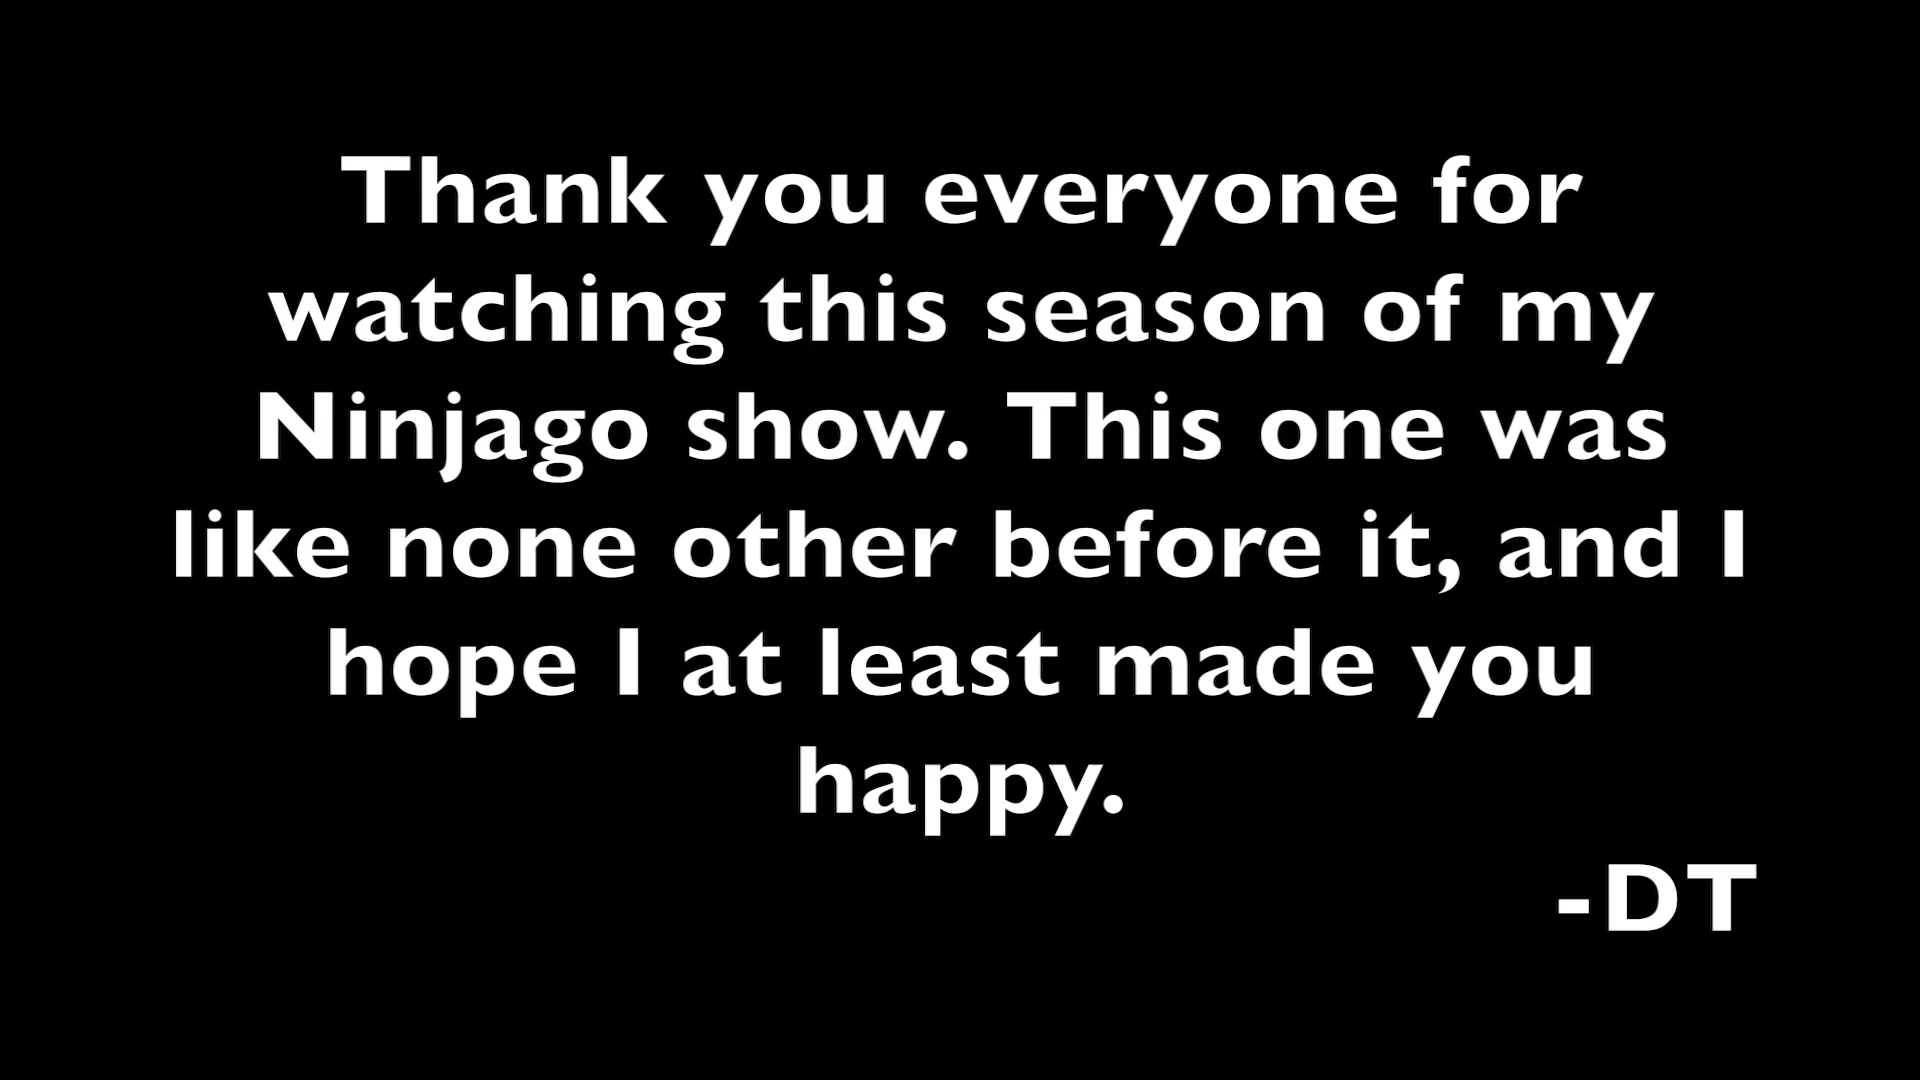 Thank you everyone for
watching this season of my
Ninjago show. This one was
like none other before it, and I
hope I at least made you
happy.
-DT